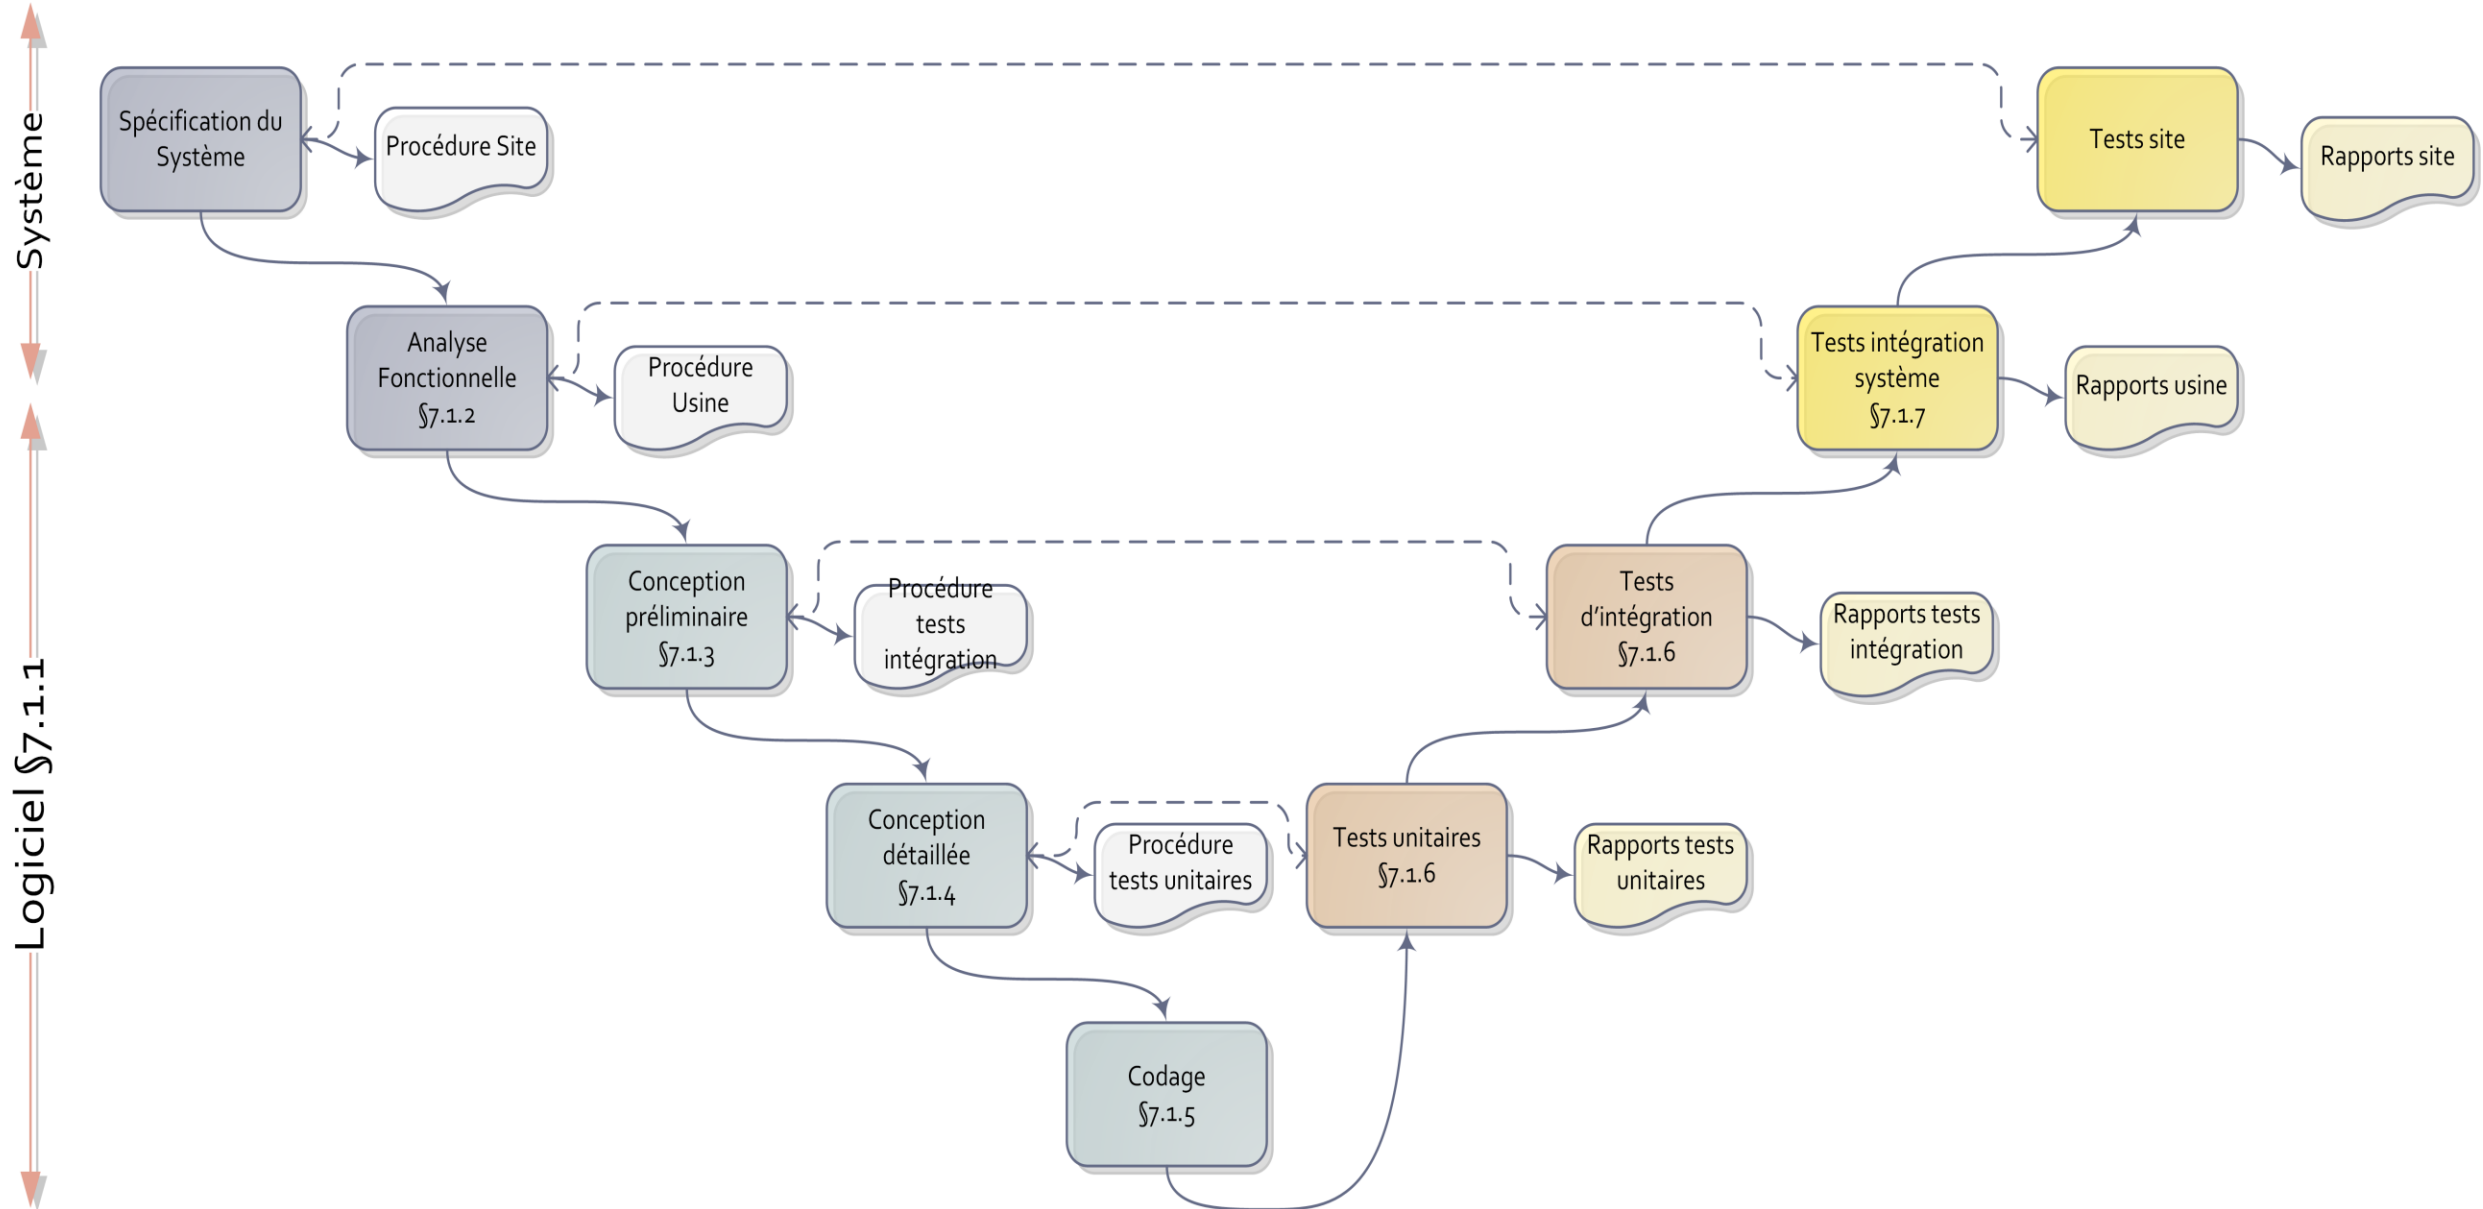 Système
Logiciel §7.1.1
Spécification du
Système
Procédure Site
Tests site
Rapports site
Analyse
Fonctionnelle
§7.1.2
Procédure
Usine
Tests intégration
système
§7.1.7
Rapports usine
Conception
préliminaire
§7.1.3
Procédure
tests
intégration
Tests
d’intégration
§7.1.6
Rapports tests
intégration
Conception
détaillée
§7.1.4
Procédure
tests unitaires
Tests unitaires
§7.1.6
Rapports tests
unitaires
Codage
§7.1.5